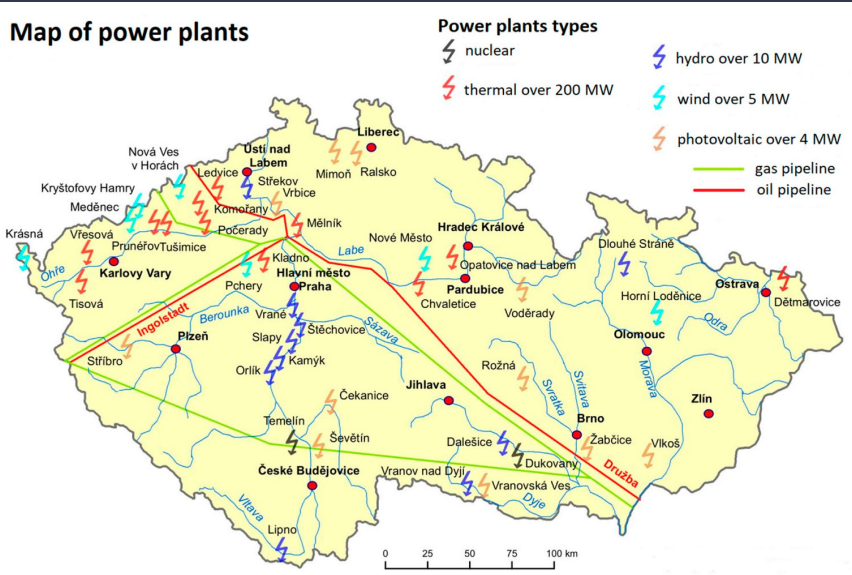 Map of power plants
Power plants types
nuclear
thermal over 200 MW
hydro over 10 MW
wind over 5 MW
photovoltaic over 4 MW
gas pipeline
oil pipeline
Liberec
Ústí nad
Labem
Nová Ves
v Horách
Ledvice
Střekov
Mimoň
Ralsko
Vrbice
Kryštofovy Hamry
Meděnec
Komořany
Mělník
Krásná
Vřesová
Prunéřov
Tušimice
Počerady
Labe
Nové Město
Hradec Králové
Dlouhé Stráně
Ohře
Karlovy Vary
Kladno
Opatovice nad Labem
Hlavní město
Praha
Pchery
Pardubice
Tisová
Chvaletice
Horní Loděnice
Ostrava
Dětmarovice
Ingolstadt
Berounka
Vrané
Voděrady
Štěchovice
Sázava
Odra
Plzeň
Slapy
Olomouc
Stříbro
Kamýk
Orlík
Rožná
Svratka
Svitava
Morava
Čekanice
Jihlava
Zlín
Temelín
Ševětín
Dalešice
Brno
Žabčice
Vlkoš
Dukovany
České Budějovice
Vranov nad Dyjí
Vranovská Ves
Družba
Dyje
Vltava
Lipno
0 25 50 75 100 km